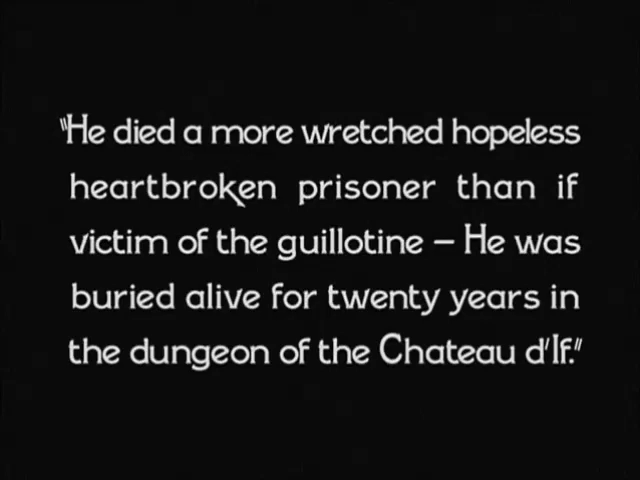 "He died a more wretched hopeless
heartbroken prisoner than if
victim of the guillotine – He was
buried alive for twenty years in
the dungeon of the Chateau d'If."